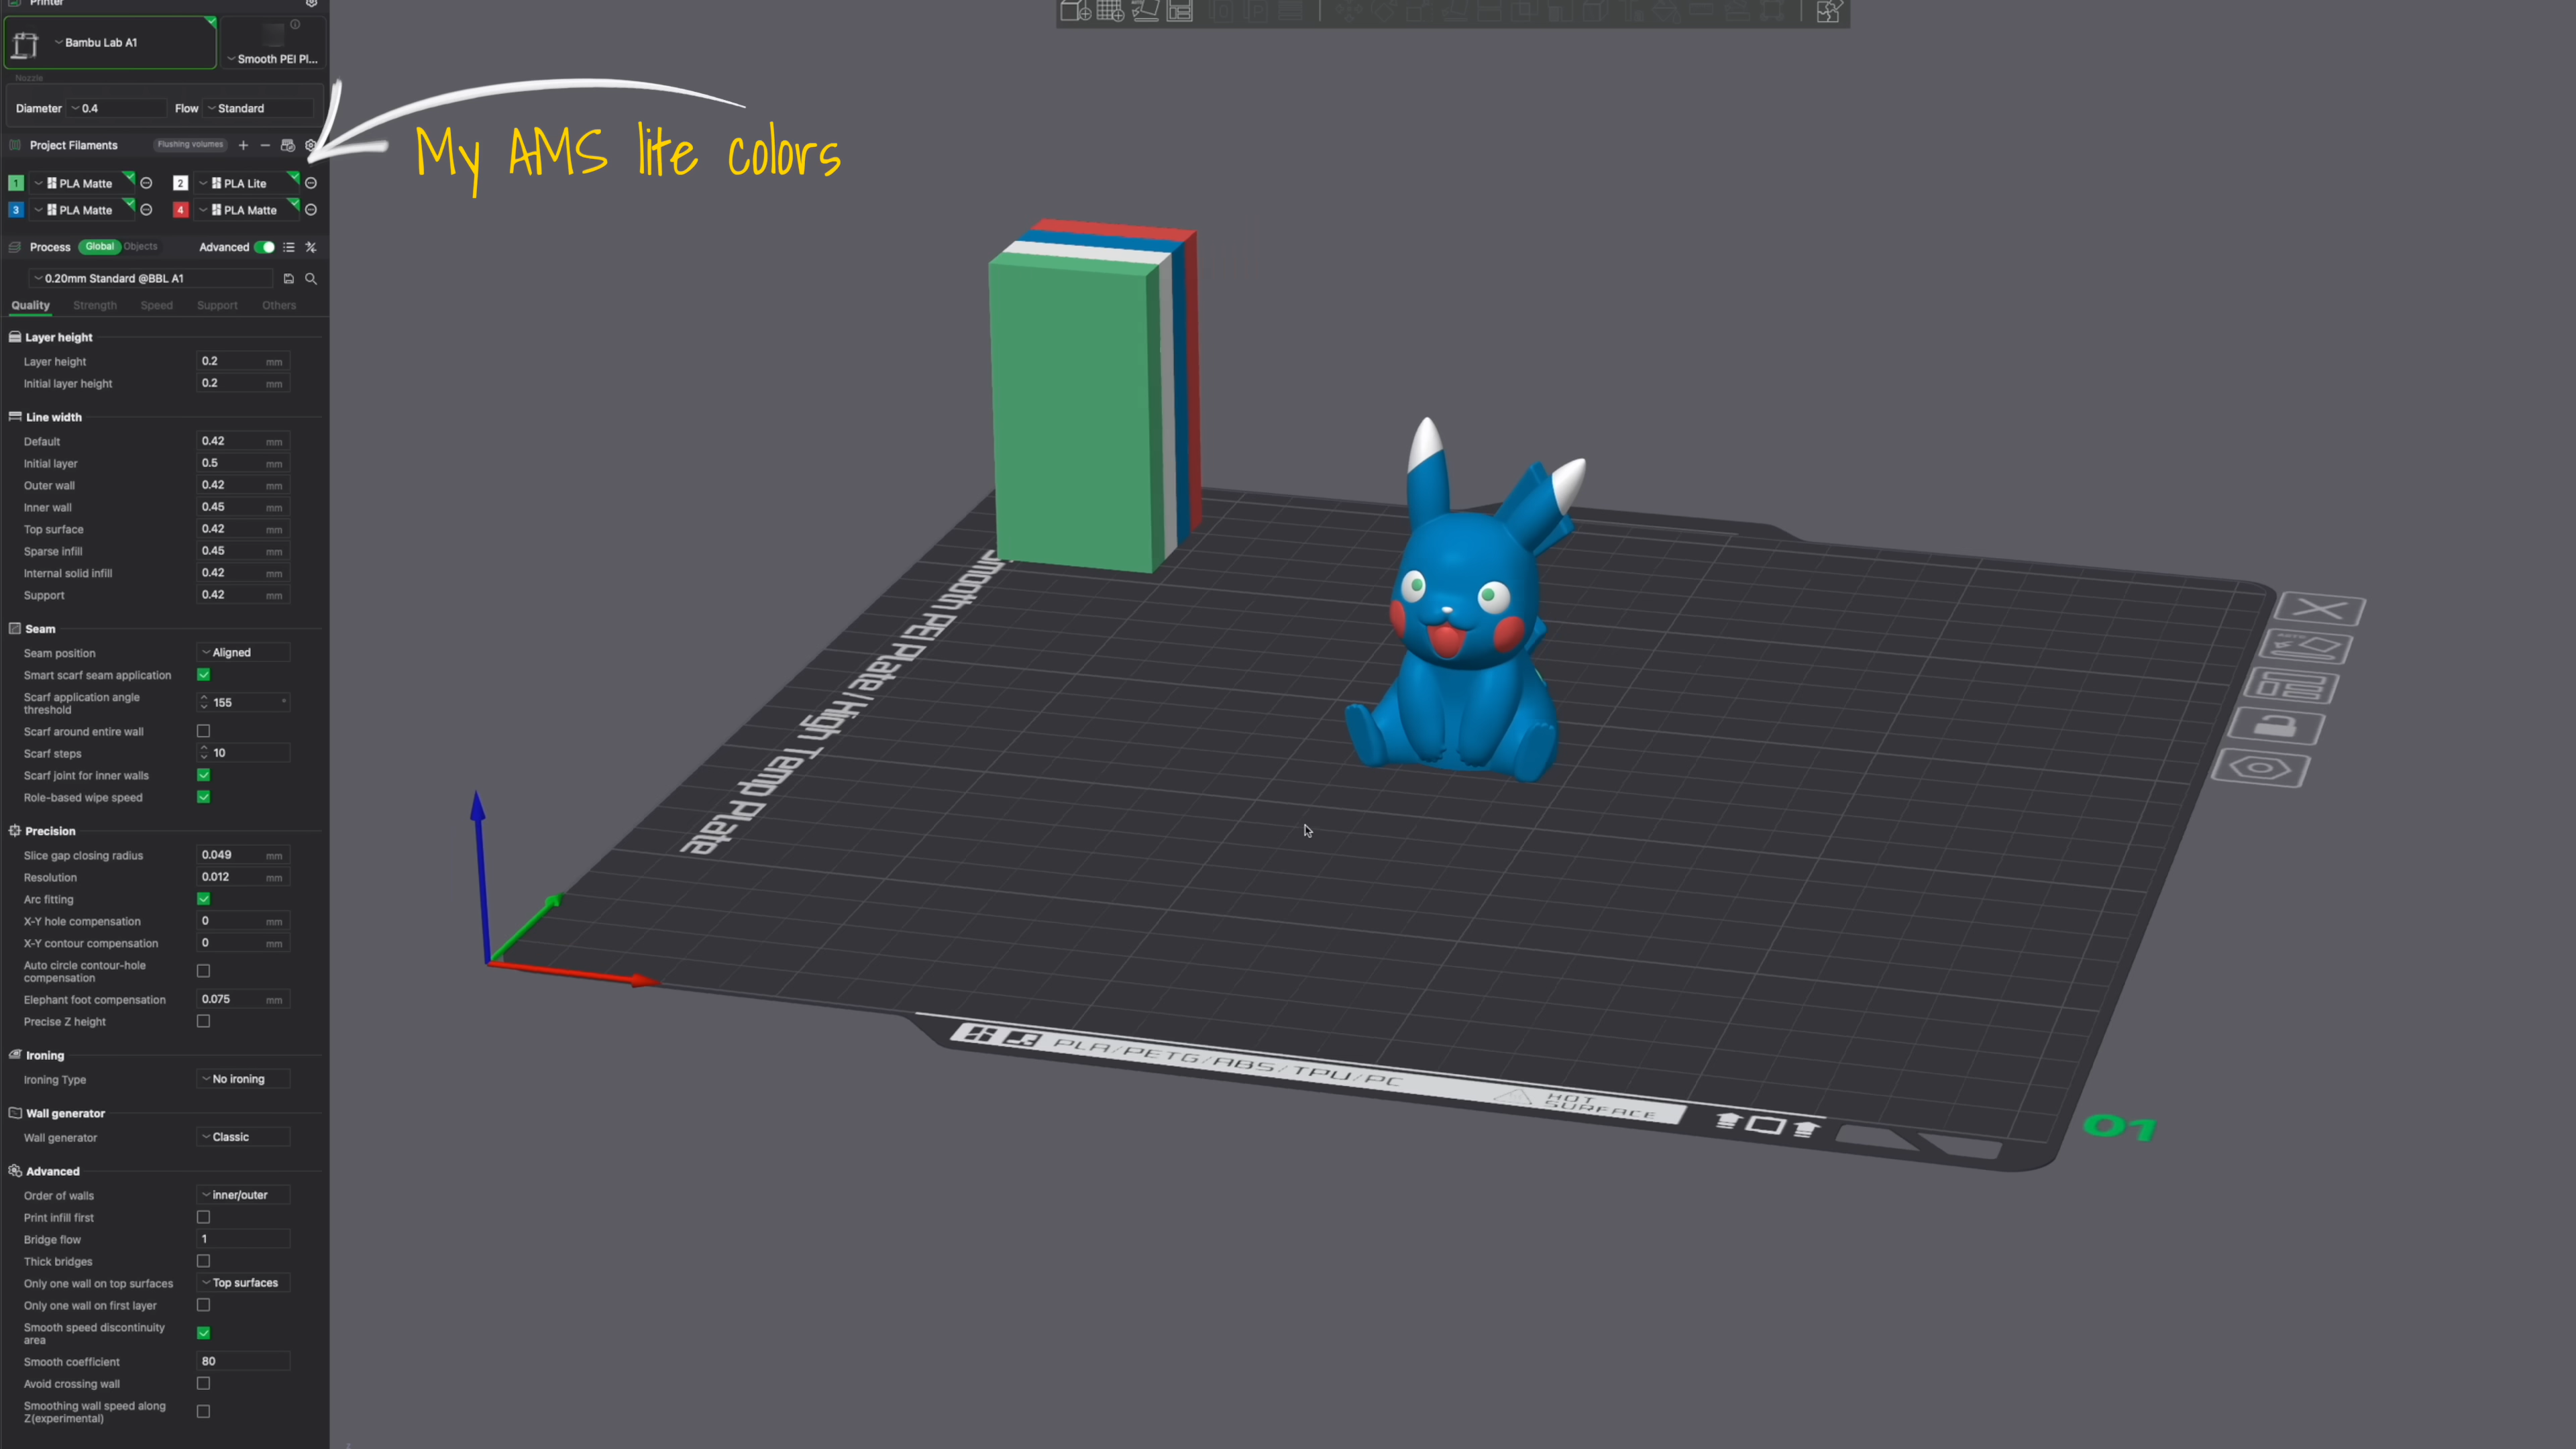 Printer
Bambu Lab A1
Smooth PEI Pl...
Nozzle
Diameter 0.4 Flow Standard
Project Filaments Flushing volumes
1 PLA Matte 2 PLA Lite
3 PLA Matte 4 PLA Matte
My AMS lite colors
Process Global Objects Advanced
0.20mm Standard @BBL A1
Quality Strength Speed Support Others
Layer height
Layer height 0.2 mm
Initial layer height 0.2 mm
Line width
Default 0.42 mm
Initial layer 0.5 mm
Outer wall 0.42 mm
Inner wall 0.45 mm
Top surface 0.42 mm
Sparse infill 0.45 mm
Internal solid infill 0.42 mm
Support 0.42 mm
Seam
Seam position Aligned
Smart scarf seam application
Scarf application angle
threshold 155 °
Scarf around entire wall
Scarf steps 10
Scarf joint for inner walls
Role-based wipe speed
Precision
Slice gap closing radius 0.049 mm
Resolution 0.012 mm
Arc fitting
X-Y hole compensation 0 mm
X-Y contour compensation 0 mm
Auto circle contour-hole
compensation
Elephant foot compensation 0.075 mm
Precise Z height
Ironing
Ironing Type No ironing
Wall generator
Wall generator Classic
Advanced
Order of walls inner/outer
Print infill first
Bridge flow 1
Thick bridges
Only one wall on top surfaces Top surfaces
Only one wall on first layer
Smooth speed discontinuity
area
Smooth coefficient 80
Avoid crossing wall
Smoothing wall speed along
Z(experimental)
Smooth PEI Plate / High Temp Plate
AUTO
PLA/PETG/ABS/TPU/PC
HOT
SURFACE
01